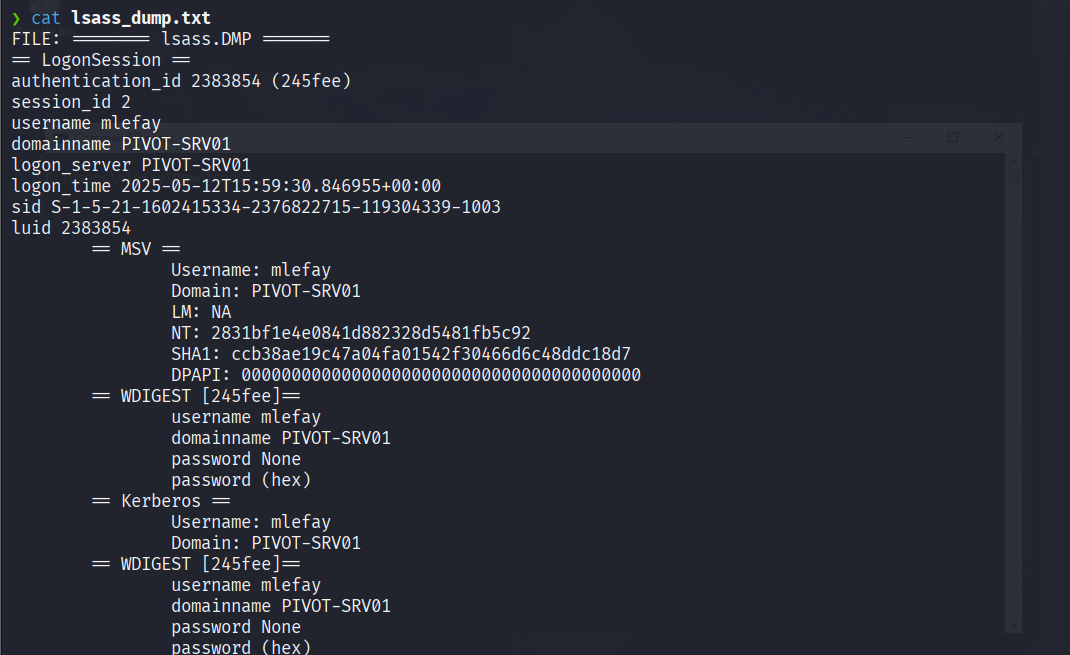 ❯ cat lsass_dump.txt
FILE: ======== lsass.DMP =======
== LogonSession ==
authentication_id 2383854 (245fee)
session_id 2
username mlefay
domainname PIVOT-SRV01
logon_server PIVOT-SRV01
logon_time 2025-05-12T15:59:30.846955+00:00
sid S-1-5-21-1602415334-2376822715-119304339-1003
luid 2383854
== MSV ==
Username: mlefay
Domain: PIVOT-SRV01
LM: NA
NT: 2831bf1e4e0841d882328d5481fb5c92
SHA1: ccb38ae19c47a04fa01542f30466d6c48ddc18d7
DPAPI: 0000000000000000000000000000000000000000
== WDIGEST [245fee]==
username mlefay
domainname PIVOT-SRV01
password None
password (hex)
== Kerberos ==
Username: mlefay
Domain: PIVOT-SRV01
== WDIGEST [245fee]==
username mlefay
domainname PIVOT-SRV01
password None
password (hex)